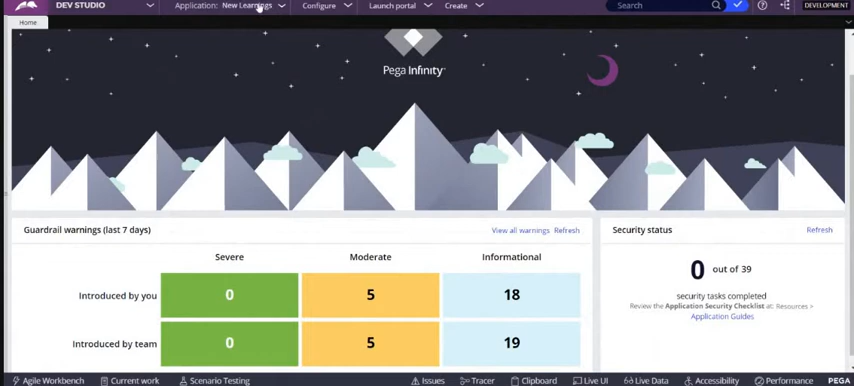 DEV STUDIO Application: New Learnings Configure Launch portal Create Search DEVELOPMENT
Home
Pega Infinity™
Guardrail warnings (last 7 days) View all warnings Refresh Security status Refresh
Severe Moderate Informational
0 out of 39
Introduced by you 0 5 18
security tasks completed
Review the Application Security Checklist at: Resources >
Application Guides
Introduced by team 0 5 19
Agile Workbench Current work Scenario Testing Issues Tracer Clipboard Live UI Live Data Accessibility Performance PEGA